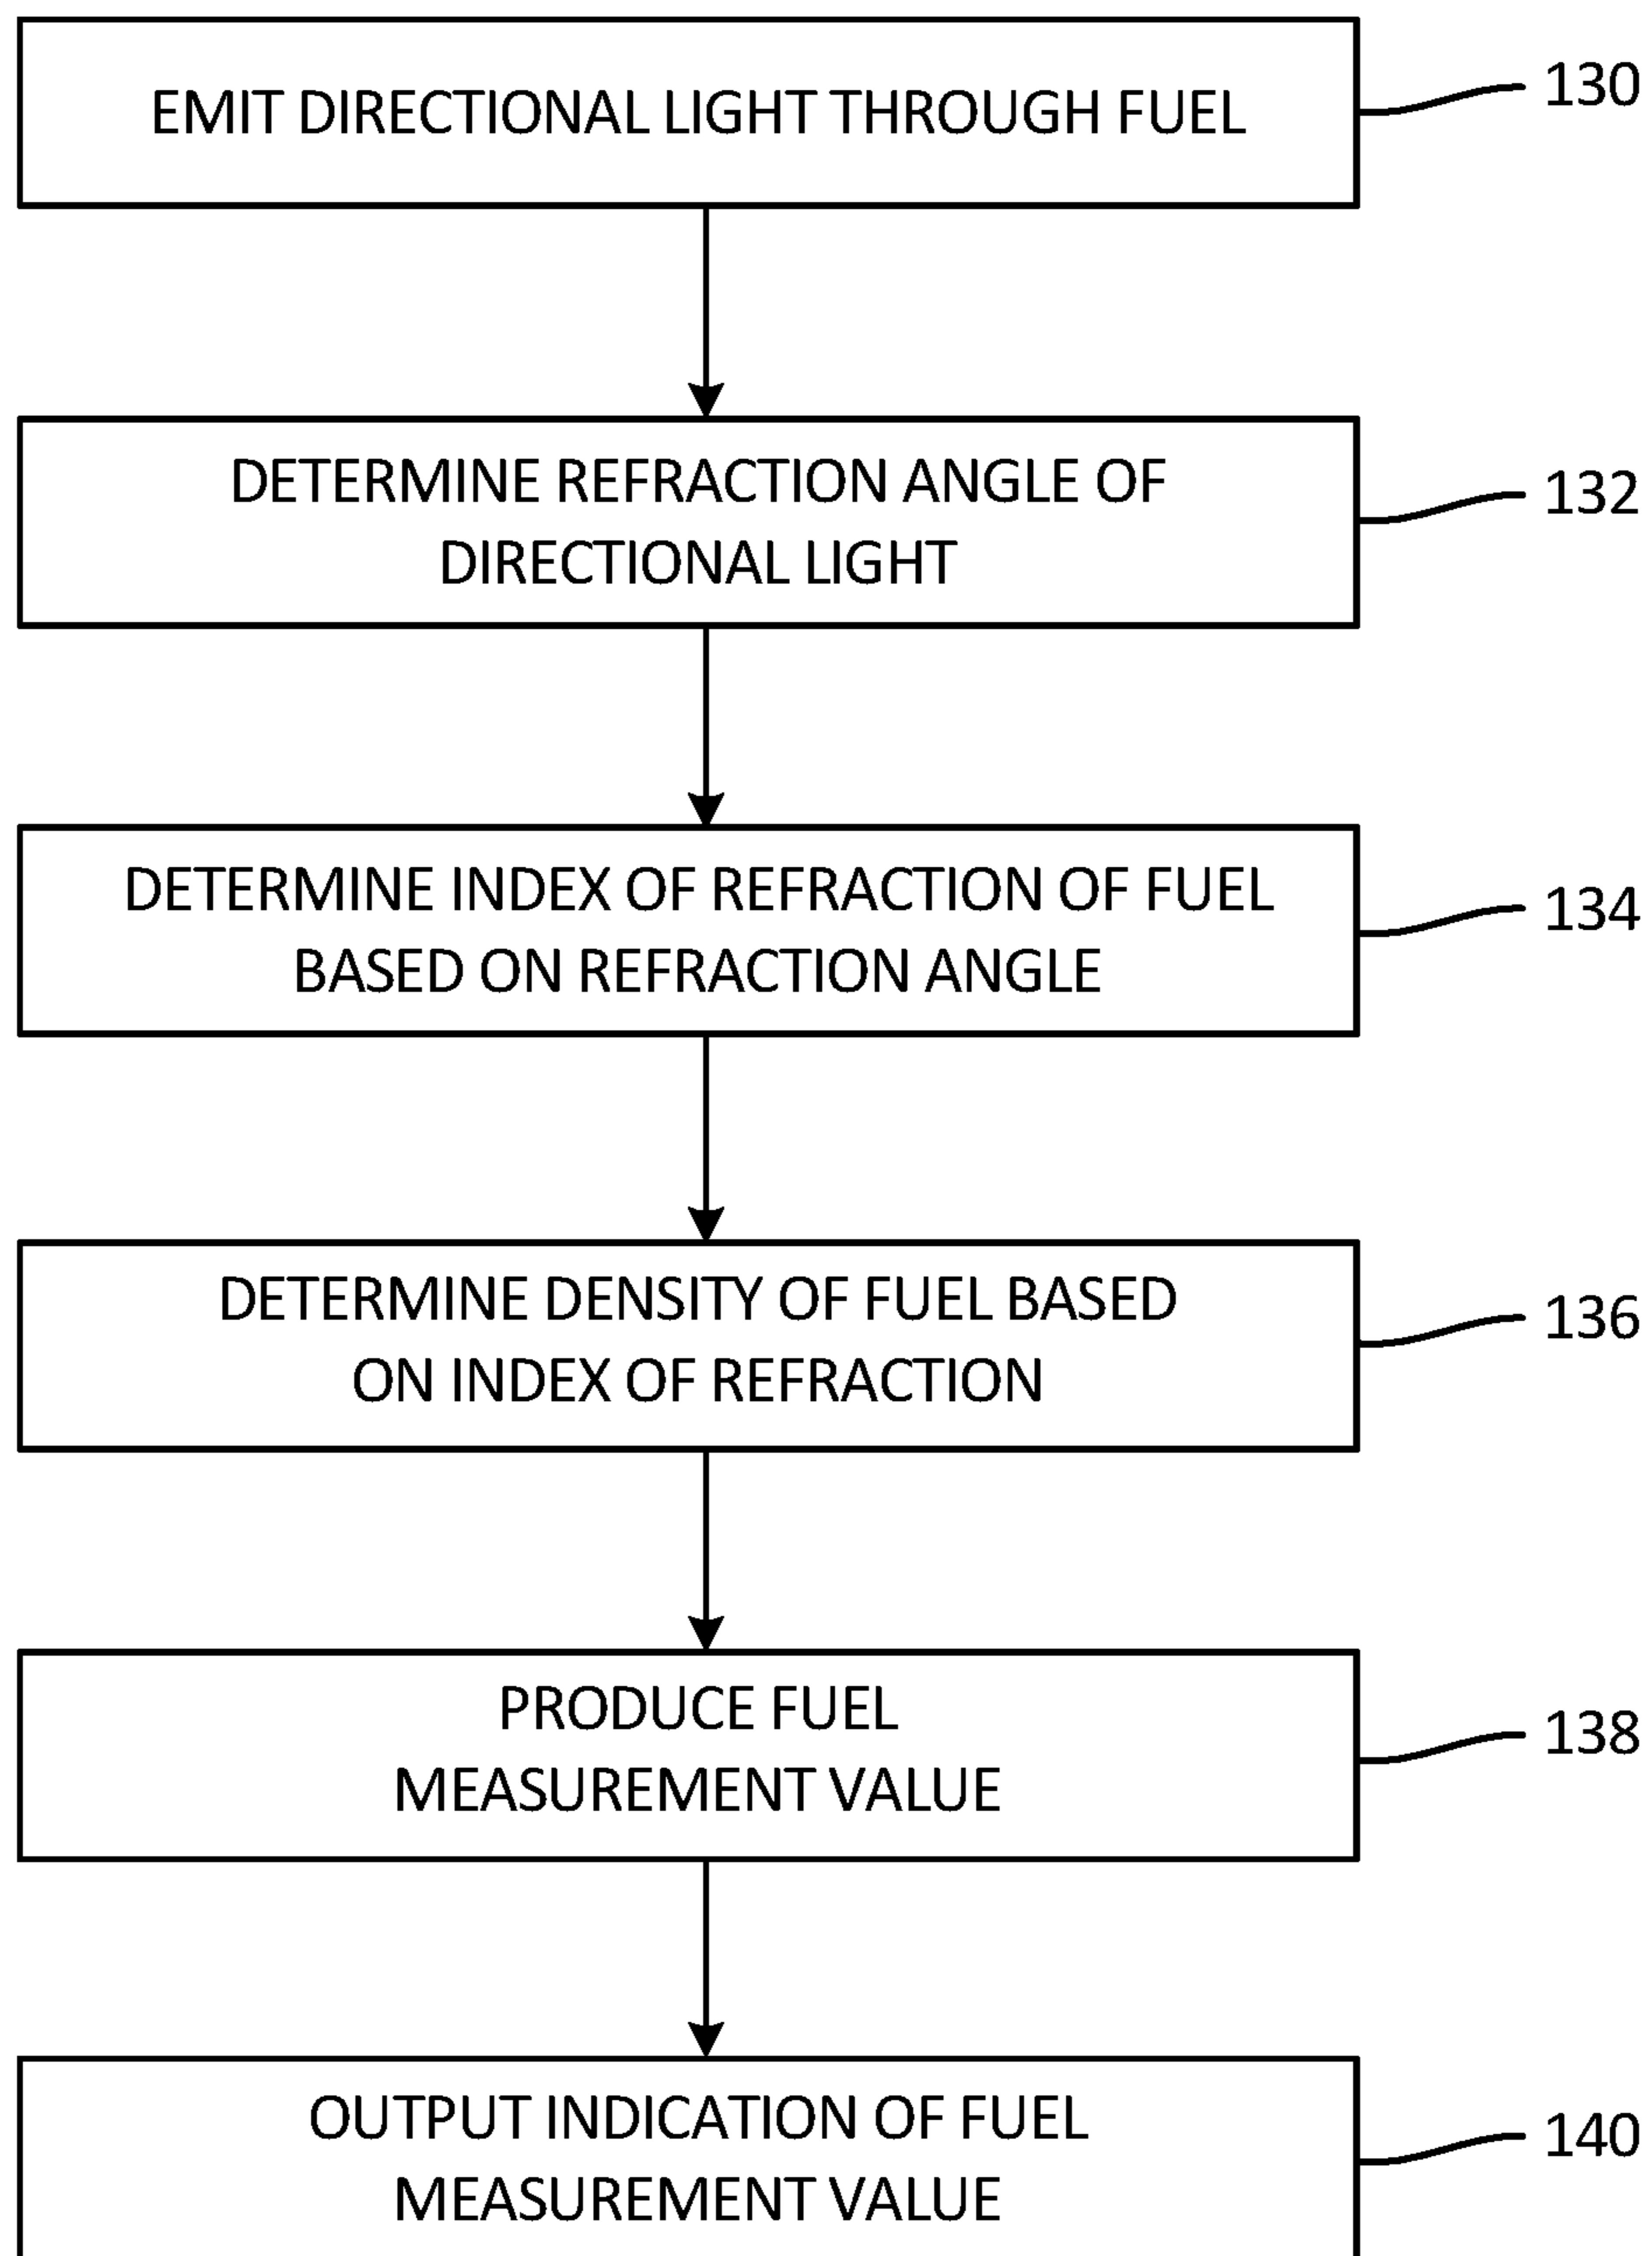 EMIT DIRECTIONAL LIGHT THROUGH FUEL
130
DETERMINE REFRACTION ANGLE OF
DIRECTIONAL LIGHT
132
DETERMINE INDEX OF REFRACTION OF FUEL
BASED ON REFRACTION ANGLE
134
DETERMINE DENSITY OF FUEL BASED
ON INDEX OF REFRACTION
136
PRODUCE FUEL
MEASUREMENT VALUE
138
OUTPUT INDICATION OF FUEL
MEASUREMENT VALUE
140